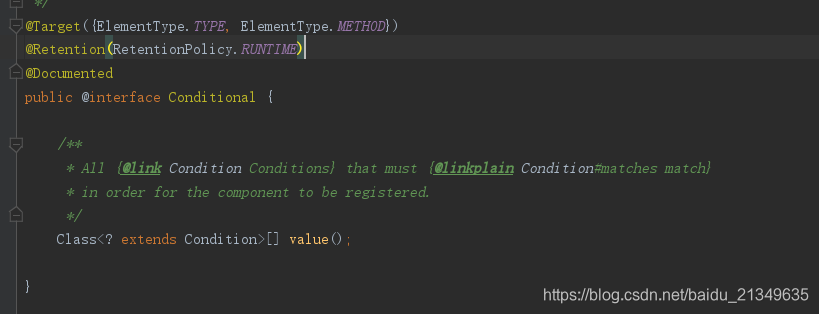 */
@Target({ElementType.TYPE, ElementType.METHOD})
@Retention(RetentionPolicy.RUNTIME)
@Documented
public @interface Conditional {
/**
* All {@link Condition Conditions} that must {@linkplain Condition#matches match}
* in order for the component to be registered.
*/
Class<? extends Condition>[] value();
}
https://blog.csdn.net/baidu_21349635